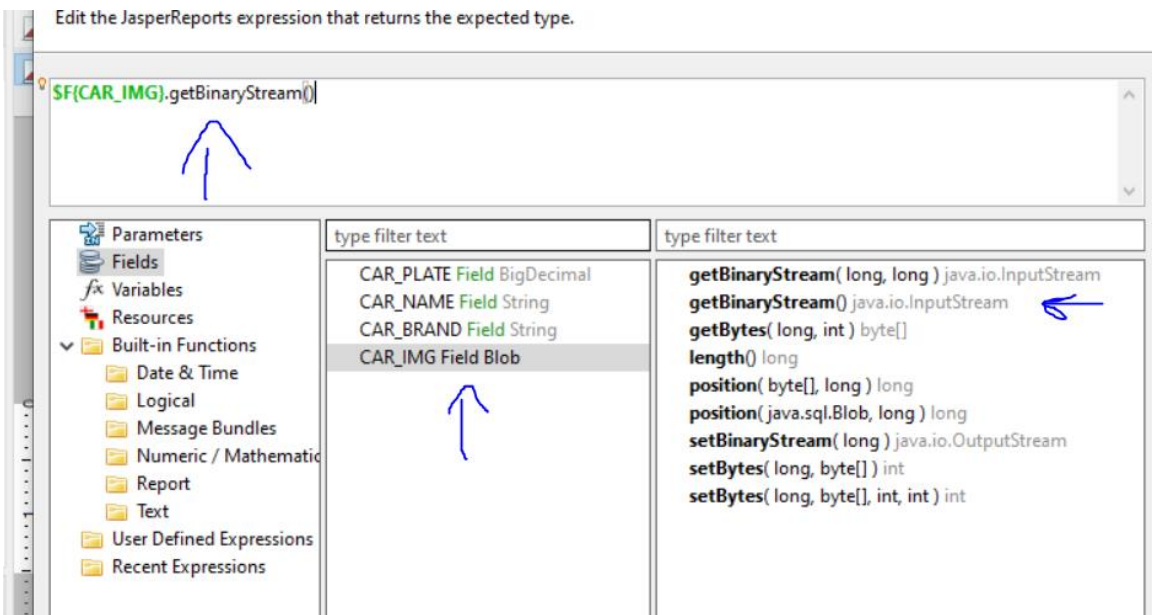 Edit the JasperReports expression that returns the expected type.
$F{CAR_IMG}.getBinaryStream()
Parameters
Fields
fx Variables
Resources
Built-in Functions
Date & Time
Logical
Message Bundles
Numeric / Mathematic
Report
Text
User Defined Expressions
Recent Expressions
type filter text
CAR_PLATE Field BigDecimal
CAR_NAME Field String
CAR_BRAND Field String
CAR_IMG Field Blob
type filter text
getBinaryStream( long, long ) java.io.InputStream
getBinaryStream() java.io.InputStream
getBytes( long, int ) byte[]
length() long
position( byte[], long ) long
position( java.sql.Blob, long ) long
setBinaryStream( long ) java.io.OutputStream
setBytes( long, byte[] ) int
setBytes( long, byte[], int, int ) int